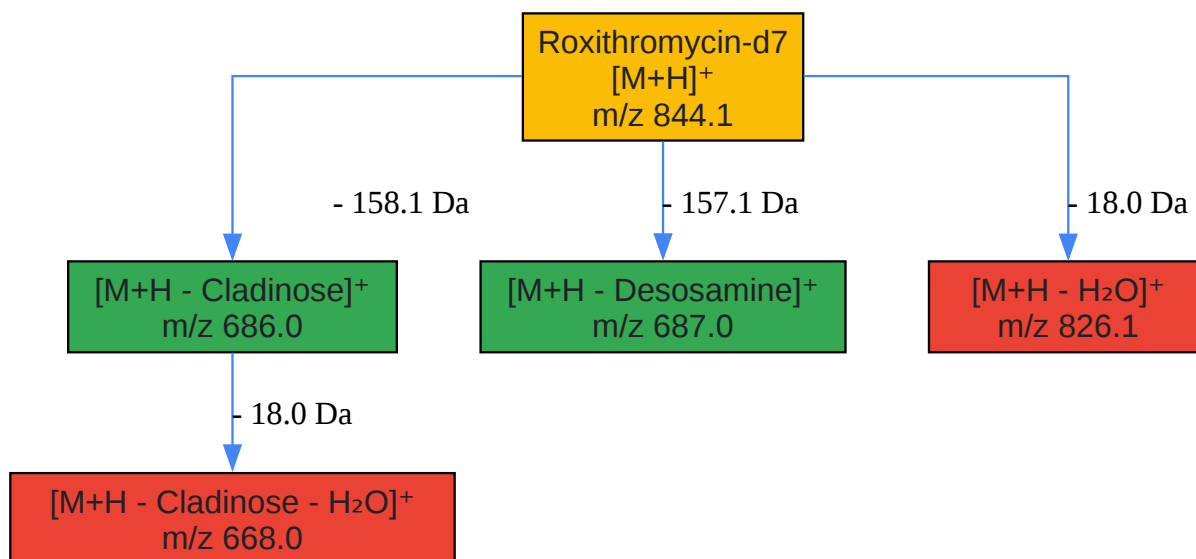 Roxithromycin-d7
[M+H]⁺
m/z 844.1
- 158.1 Da
- 157.1 Da
- 18.0 Da
[M+H - Cladinose]⁺
m/z 686.0
[M+H - Desosamine]⁺
m/z 687.0
[M+H - H₂O]⁺
m/z 826.1
- 18.0 Da
[M+H - Cladinose - H₂O]⁺
m/z 668.0